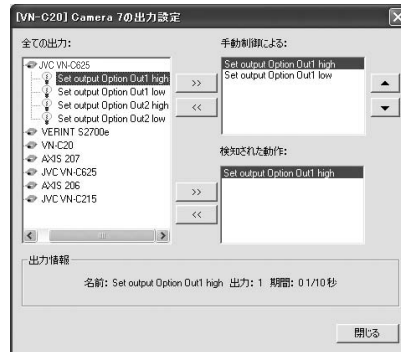 [VN-C20] Camera 7の出力設定
全ての出力:
JVC VN-C625
Set output Option Out1 high
Set output Option Out1 low
Set output Option Out2 high
Set output Option Out2 low
VERINT S2700e
VN-C20
AXIS 207
JVC VN-C625
AXIS 206
JVC VN-C215
>>
<<
>>
<<
手動制御による:
Set output Option Out1 high
Set output Option Out1 low
検知された動作:
Set output Option Out1 high
出力情報
名前: Set output Option Out1 high 出力: 1 期間: 0 1/10 秒
閉じる